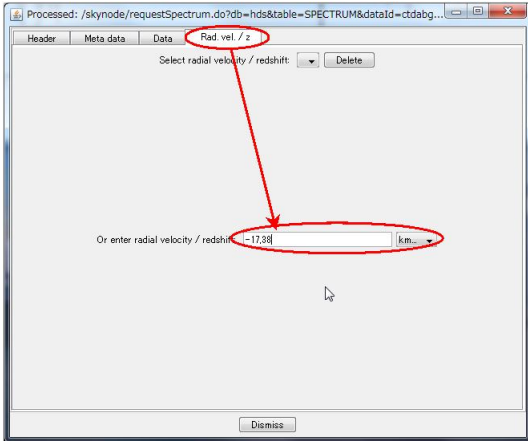 Processed: /skynode/requestSpectrum.do?db=hds&table=SPECTRUM&dataId=ctdabg...
Header Meta data Data Rad. vel. / z
Select radial velocity / redshift: Delete
Or enter radial velocity / redshift: -17,38 km...
Dismiss